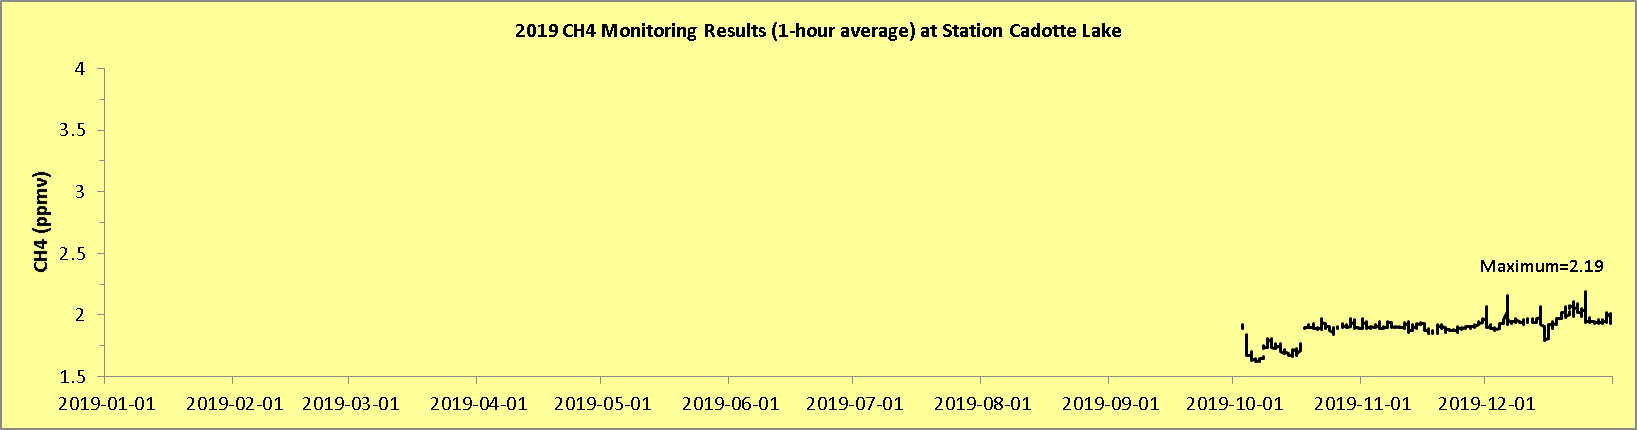 2019 CH4 Monitoring Results (1-hour average) at Station Cadotte Lake
4
3.5
3
2.5
2
1.5
CH4 (ppmv)
Maximum=2.19
2019-01-01 2019-02-01 2019-03-01 2019-04-01 2019-05-01 2019-06-01 2019-07-01 2019-08-01 2019-09-01 2019-10-01 2019-11-01 2019-12-01